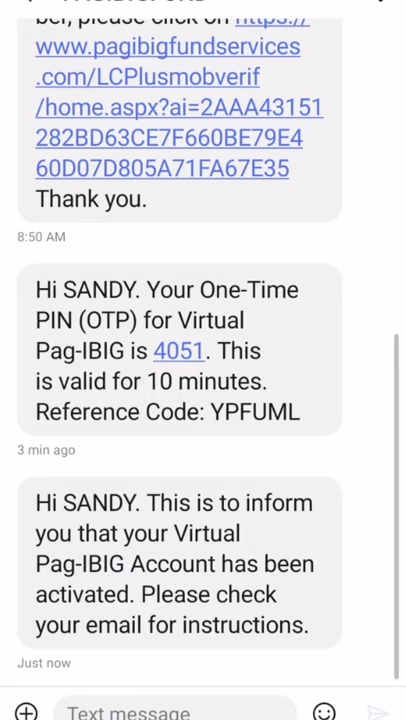 ber, please click on https://
www.pagibigfundservices
.com/LCPlusmobverif
/home.aspx?ai=2AAA43151
282BD63CE7F660BE79E4
60D07D805A71FA67E35
Thank you.
8:50 AM
Hi SANDY. Your One-Time
PIN (OTP) for Virtual
Pag-IBIG is 4051. This
is valid for 10 minutes.
Reference Code: YPFUML
3 min ago
Hi SANDY. This is to inform
you that your Virtual
Pag-IBIG Account has been
activated. Please check
your email for instructions.
Just now
Text message